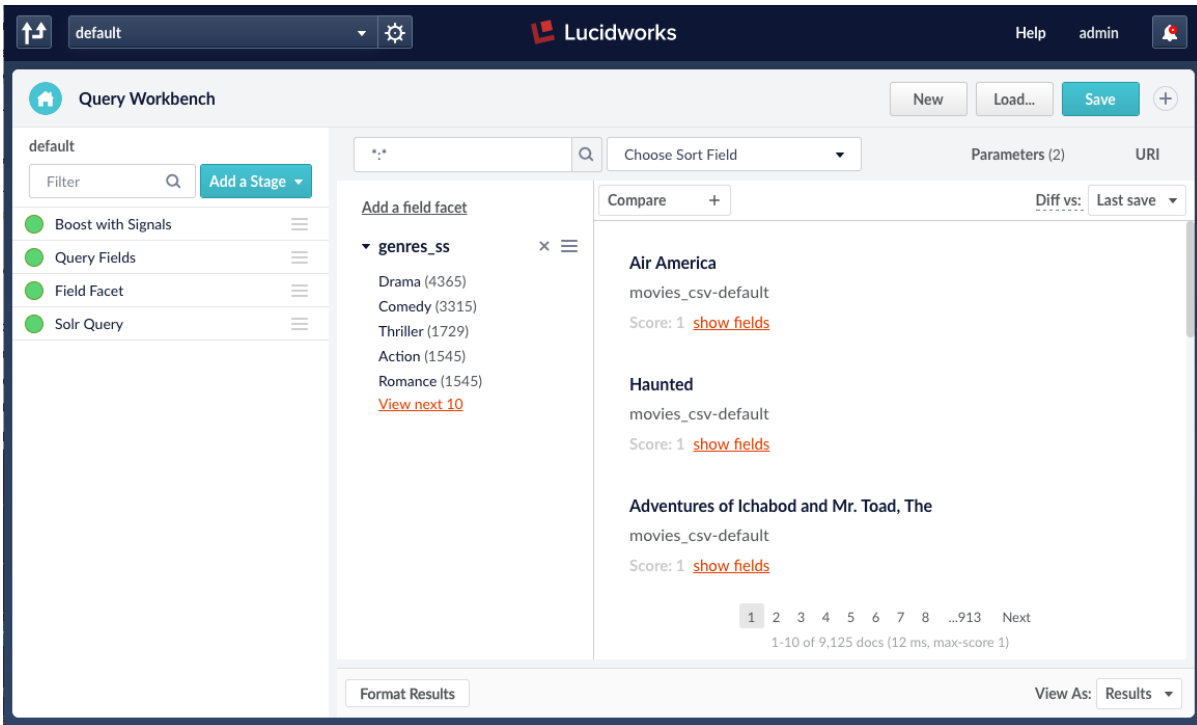 default
Lucidworks
Help
admin
Query Workbench
New
Load...
Save
default
Filter
Add a Stage
Boost with Signals
Query Fields
Field Facet
Solr Query
*:*
Choose Sort Field
Parameters (2)
URI
Add a field facet
genres_ss
Drama (4365)
Comedy (3315)
Thriller (1729)
Action (1545)
Romance (1545)
View next 10
Compare +
Diff vs: Last save
Air America
movies_csv-default
Score: 1 show fields
Haunted
movies_csv-default
Score: 1 show fields
Adventures of Ichabod and Mr. Toad, The
movies_csv-default
Score: 1 show fields
1 2 3 4 5 6 7 8 ...913 Next
1-10 of 9,125 docs (12 ms, max-score 1)
Format Results
View As: Results